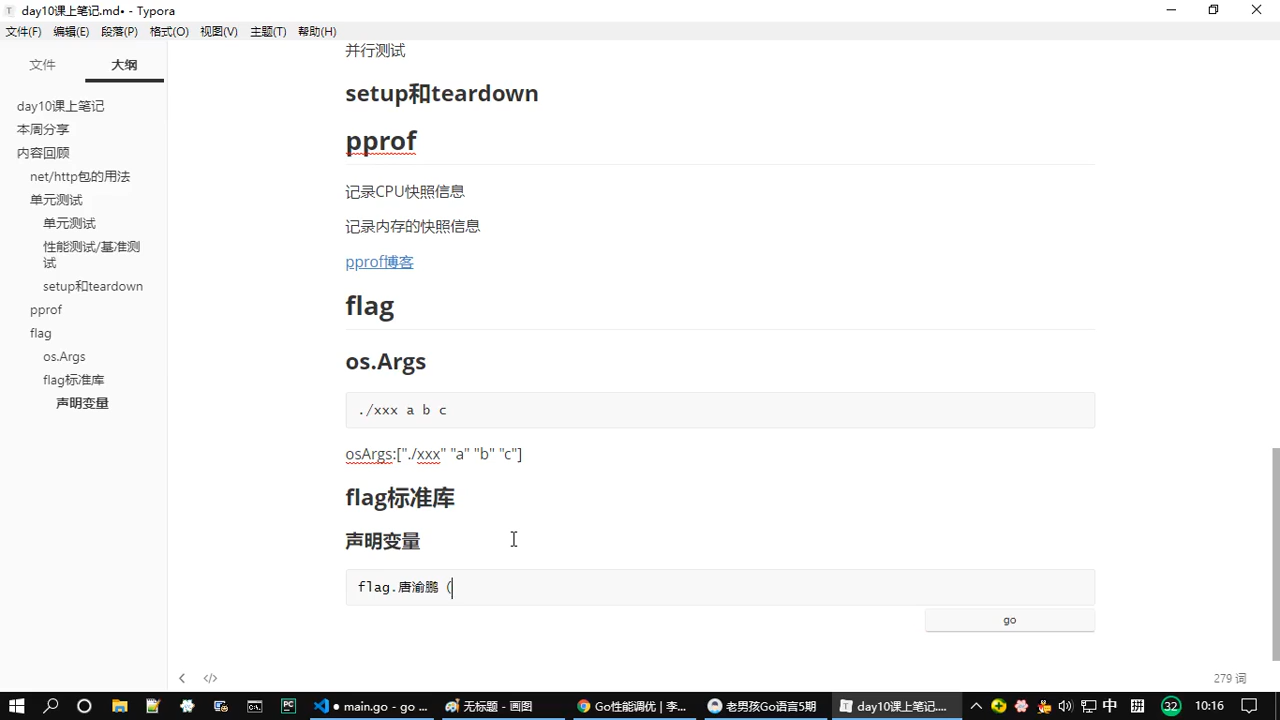 day10课上笔记.md• - Typora
文件(F) 编辑(E) 段落(P) 格式(O) 视图(V) 主题(T) 帮助(H)
文件 大纲
day10课上笔记
本周分享
内容回顾
net/http包的用法
单元测试
单元测试
性能测试/基准测
试
setup和teardown
pprof
flag
os.Args
flag标准库
声明变量
并行测试
setup和teardown
pprof
记录CPU快照信息
记录内存的快照信息
pprof博客
flag
os.Args
./xxx a b c
osArgs:["./xxx" "a" "b" "c"]
flag标准库
声明变量
flag.唐渝鹏 (
go
279 词
● main.go - go ...
无标题 - 画图
Go性能调优 | 李...
老男孩Go语言5期
day10课上笔记....
中
拼
32
10:16